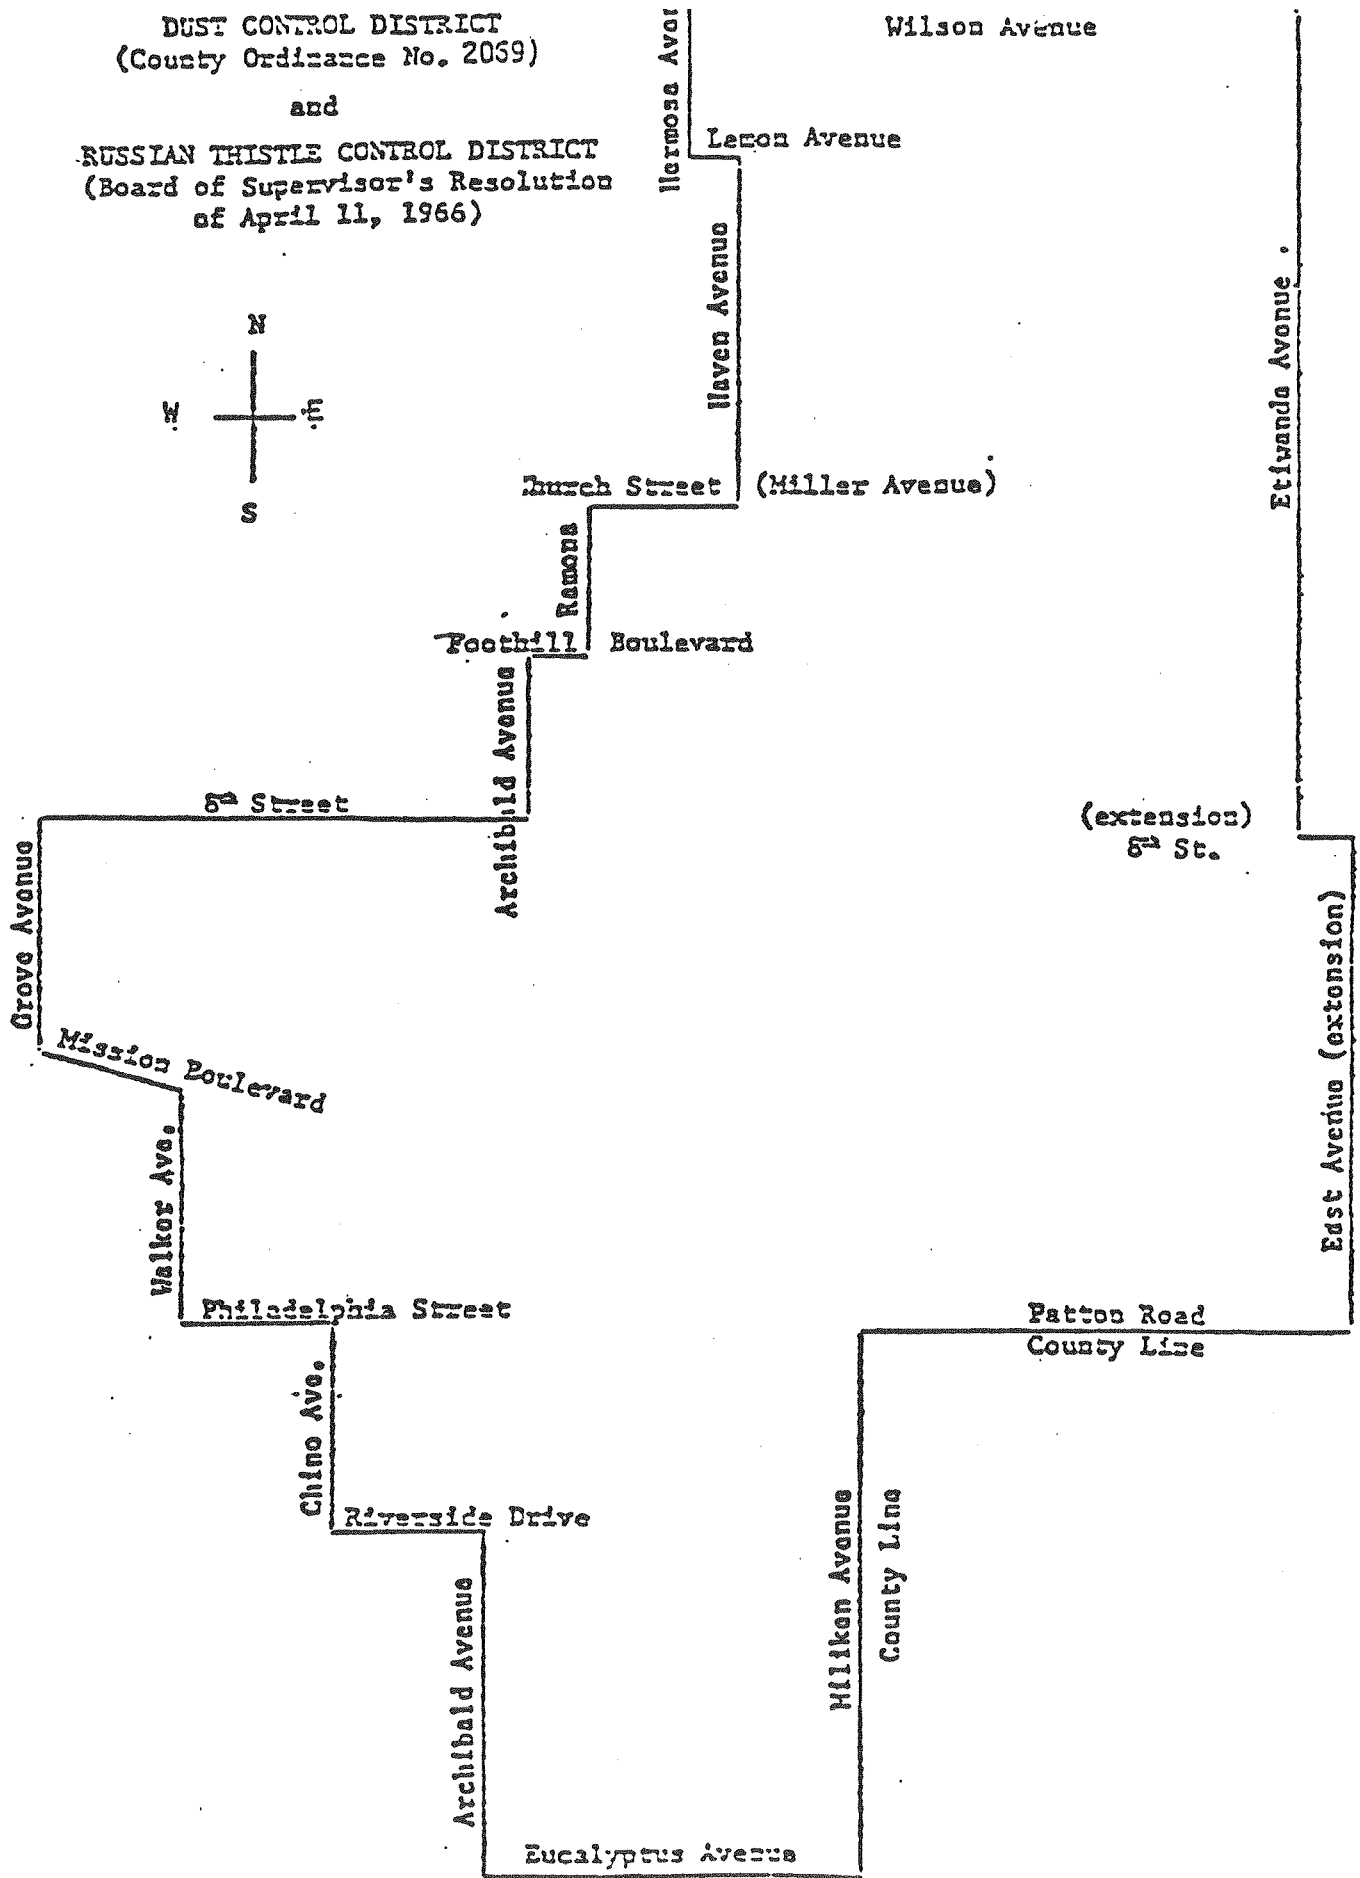 DUST CONTROL DISTRICT
(County Ordinance No. 2059)
and
RUSSIAN THISTLE CONTROL DISTRICT
(Board of Supervisor's Resolution
of April 11, 1966)
Wilson Avenue
Hermosa
Lemon Avenue
Haven Avenue
Etiwanda Avenue
N
W E
S
Church Street (Miller Avenue)
Ramona
Foothill Boulevard
Archibald Avenue
8th Street
(extension)
8th St.
Grove Avenue
East Avenue (extension)
Mission Boulevard
Walker Ave.
Philadelphia Street
Patton Road
County Line
Chino Ave.
Riverside Drive
Milikan Avenue
County Line
Archibald Avenue
Eucalyptus Avenue